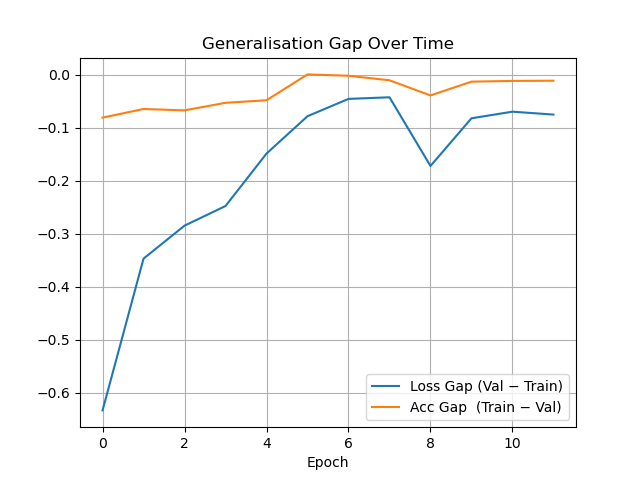 Generalisation Gap Over Time
0.0
−0.1
−0.2
−0.3
−0.4
−0.5
−0.6
0 2 4 6 8 10
Epoch
Loss Gap (Val − Train)
Acc Gap  (Train − Val)